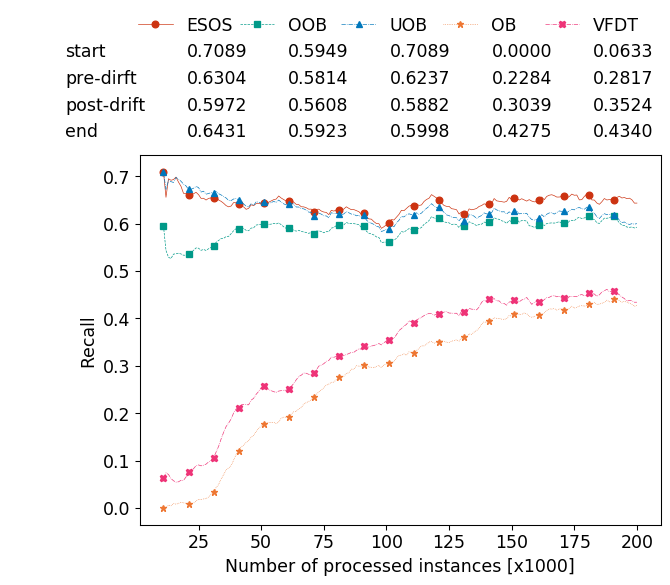 ESOS OOB UOB OB VFDT
start 0.7089 0.5949 0.7089 0.0000 0.0633
pre-dirft 0.6304 0.5814 0.6237 0.2284 0.2817
post-drift 0.5972 0.5608 0.5882 0.3039 0.3524
end 0.6431 0.5923 0.5998 0.4275 0.4340
0.7
0.6
0.5
0.4
0.3
0.2
0.1
0.0
Recall
25 50 75 100 125 150 175 200
Number of processed instances [x1000]